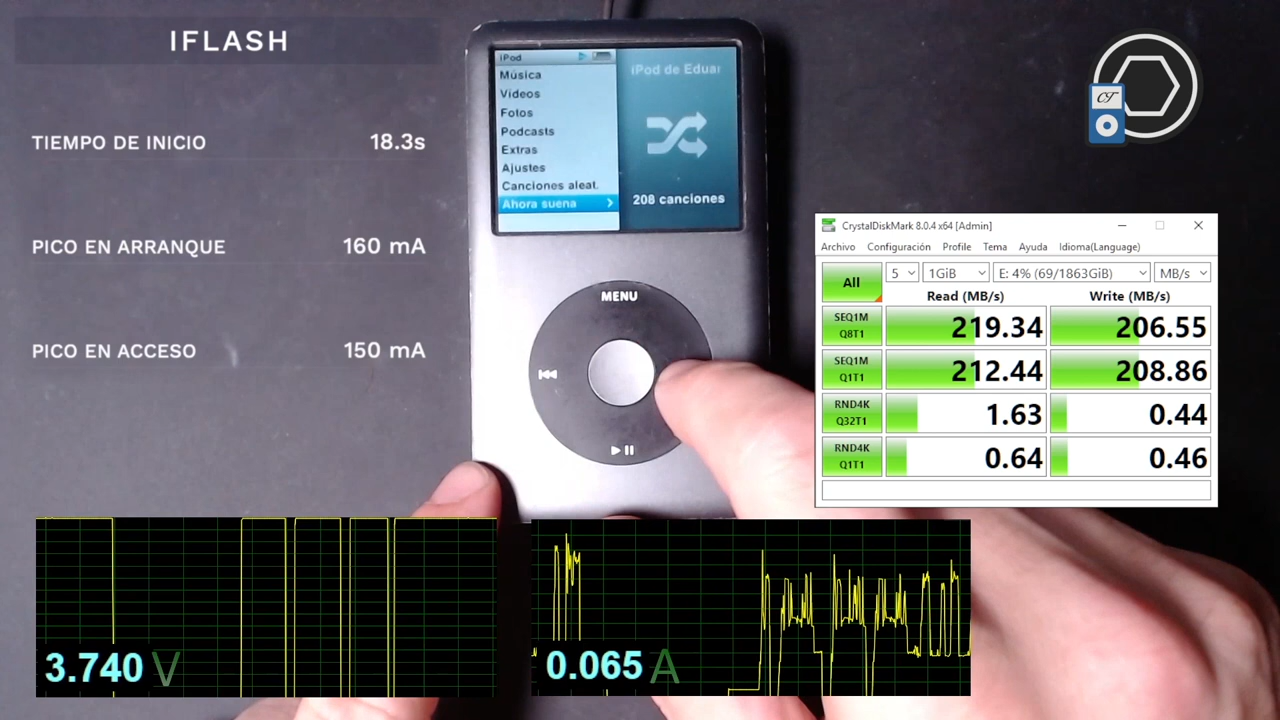 IFLASH
TIEMPO DE INICIO 18.3s
PICO EN ARRANQUE 160 mA
PICO EN ACCESO 150 mA
iPod
Música
Vídeos
Fotos
Podcasts
Extras
Ajustes
Canciones aleat.
Ahora suena
iPod de Eduar
208 canciones
MENU
CT
CrystalDiskMark 8.0.4 x64 [Admin]
Archivo Configuración Profile Tema Ayuda Idioma(Language)
All 5 1GiB E: 4% (69/1863GiB) MB/s
Read (MB/s) Write (MB/s)
SEQ1M
Q8T1 219.34 206.55
SEQ1M
Q1T1 212.44 208.86
RND4K
Q32T1 1.63 0.44
RND4K
Q1T1 0.64 0.46
3.740 V
0.065 A